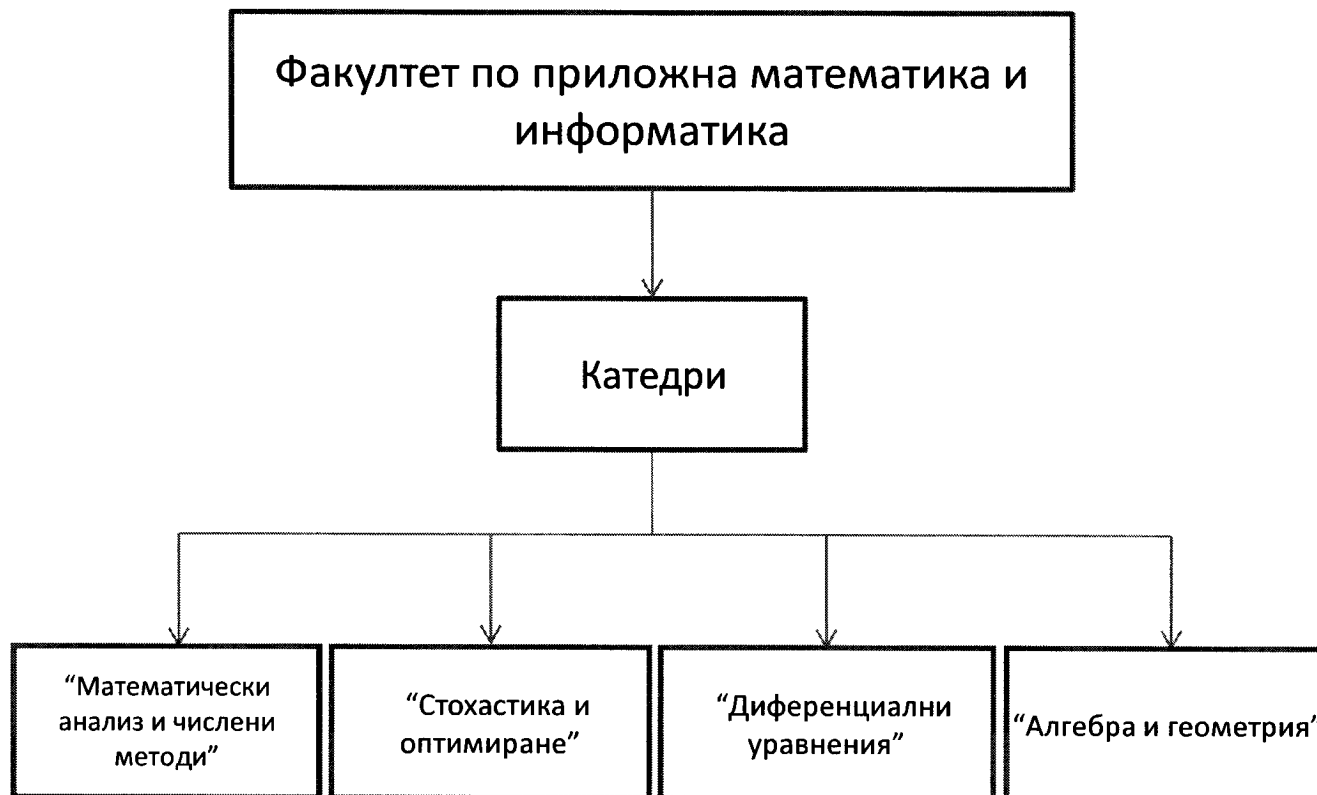 Факултет по приложна математика и
информатика
Катедри
“Математически
анализ и числени
методи”
“Стохастика и
оптимиране”
“Диференциални
уравнения”
“Алгебра и геометрия”